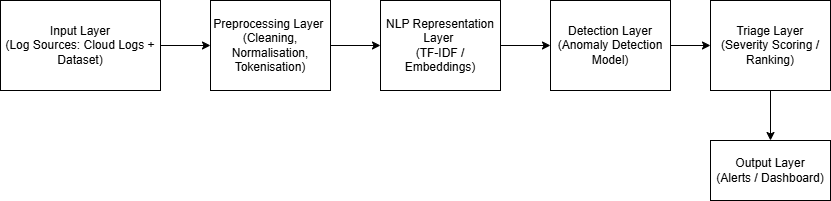 Input Layer
(Log Sources: Cloud Logs +
Dataset)
Preprocessing Layer
(Cleaning,
Normalisation,
Tokenisation)
NLP Representation
Layer
(TF-IDF /
Embeddings)
Detection Layer
(Anomaly Detection
Model)
Triage Layer
(Severity Scoring /
Ranking)
Output Layer
(Alerts / Dashboard)